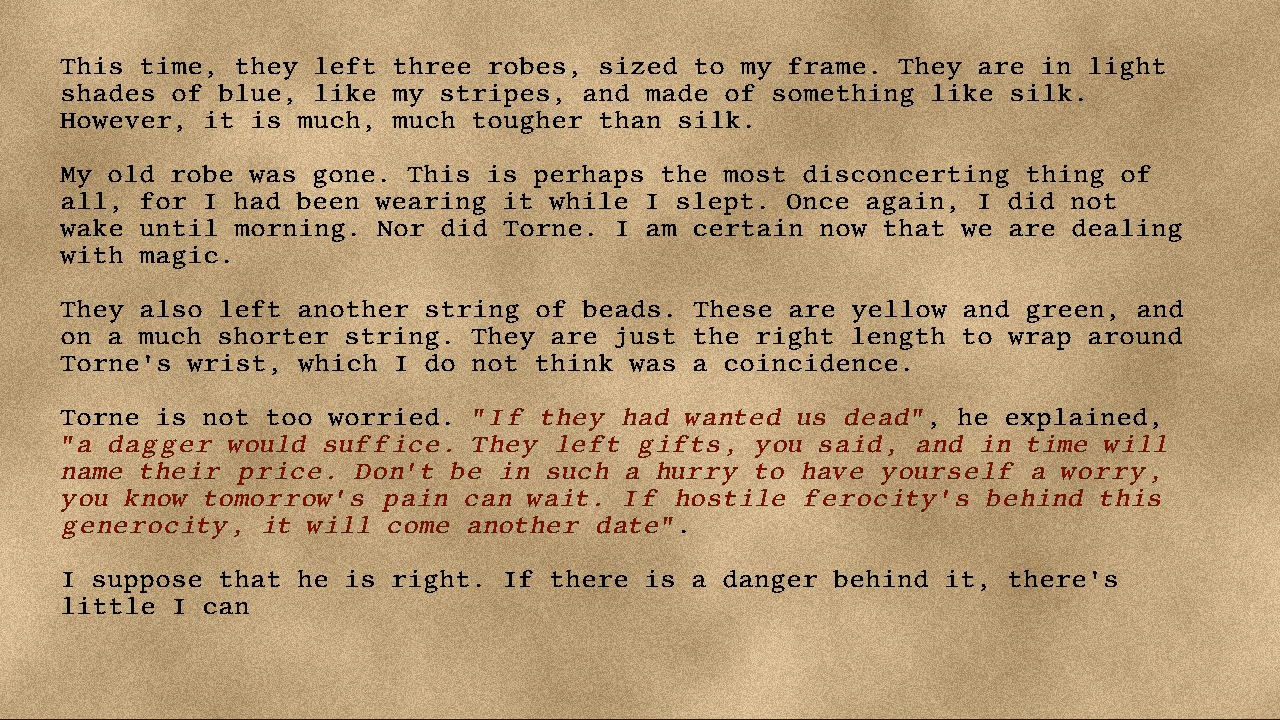 This time, they left three robes, sized to my frame. They are in light
shades of blue, like my stripes, and made of something like silk.
However, it is much, much tougher than silk.
My old robe was gone. This is perhaps the most disconcerting thing of
all, for I had been wearing it while I slept. Once again, I did not
wake until morning. Nor did Torne. I am certain now that we are dealing
with magic.
They also left another string of beads. These are yellow and green, and
on a much shorter string. They are just the right length to wrap around
Torne's wrist, which I do not think was a coincidence.
Torne is not too worried. "If they had wanted us dead", he explained,
"a dagger would suffice. They left gifts, you said, and in time will
name their price. Don't be in such a hurry to have yourself a worry,
you know tomorrow's pain can wait. If hostile ferocity's behind this
generocity, it will come another date".
I suppose that he is right. If there is a danger behind it, there's
little I can